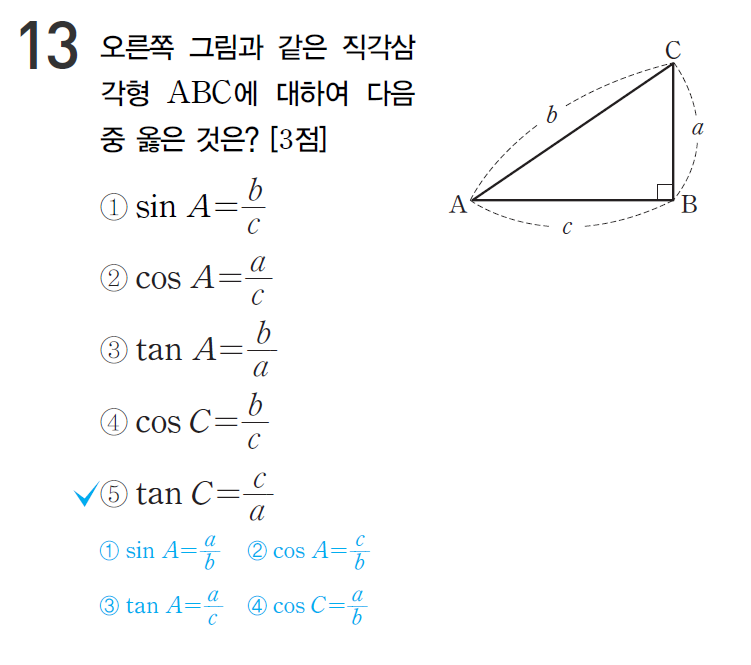 13 오른쪽 그림과 같은 직각삼
각형 ABC에 대하여 다음
중 옳은 것은? [3점]
① sin A=b/c
② cos A=a/c
③ tan A=b/a
④ cos C=b/c
⑤ tan C=c/a
① sin A=a/b ② cos A=c/b
③ tan A=a/c ④ cos C=a/b
C
b
a
A
B
c